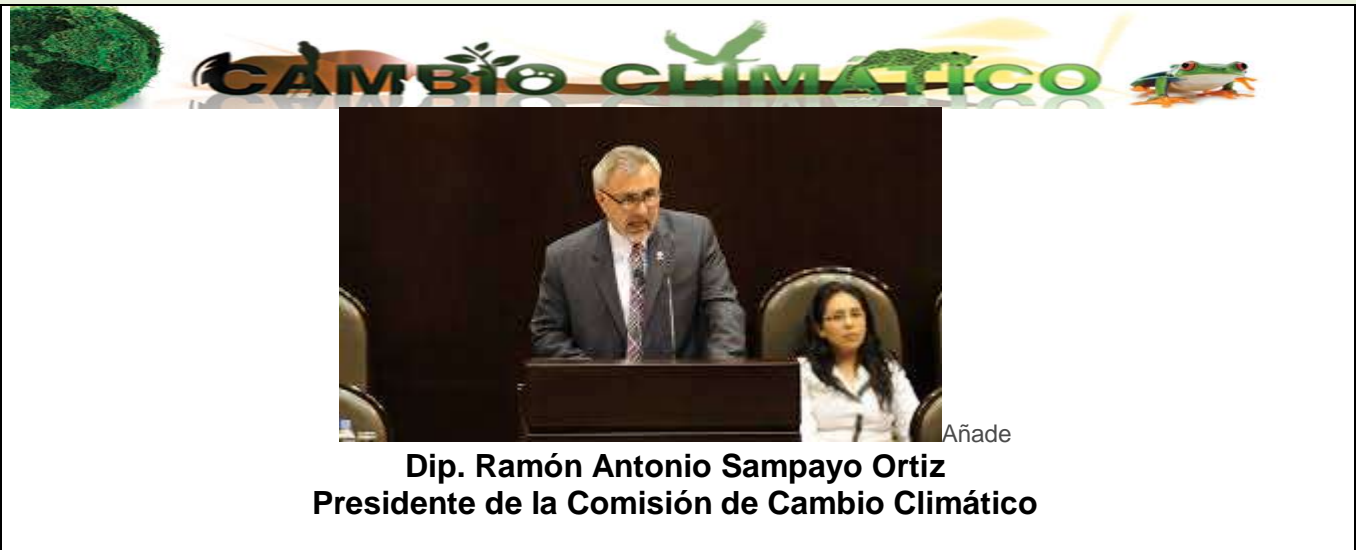 CAMBIO CLIMÁTICO
Añade
Dip. Ramón Antonio Sampayo Ortiz
Presidente de la Comisión de Cambio Climático